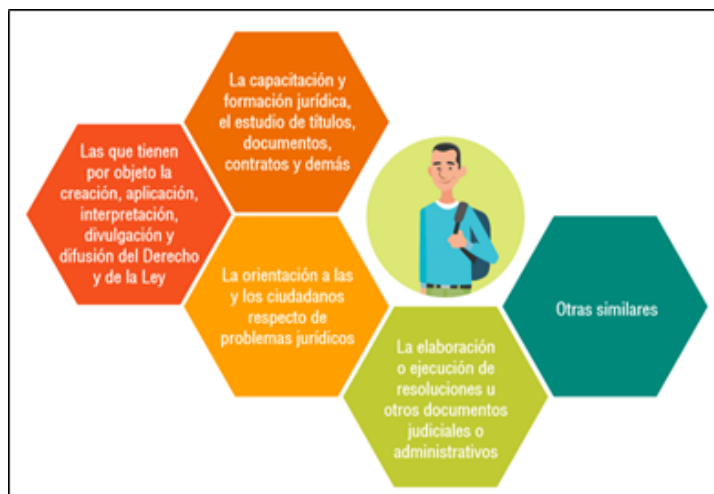 La capacitación y
formación jurídica,
el estudio de títulos,
documentos,
contratos y demás
Las que tienen
por objeto la
creación, aplicación,
interpretación,
divulgación y
difusión del Derecho
y de la Ley
La orientación a las
y los ciudadanos
respecto de
problemas jurídicos
La elaboración
o ejecución de
resoluciones u
otros documentos
judiciales o
administrativos
Otras similares